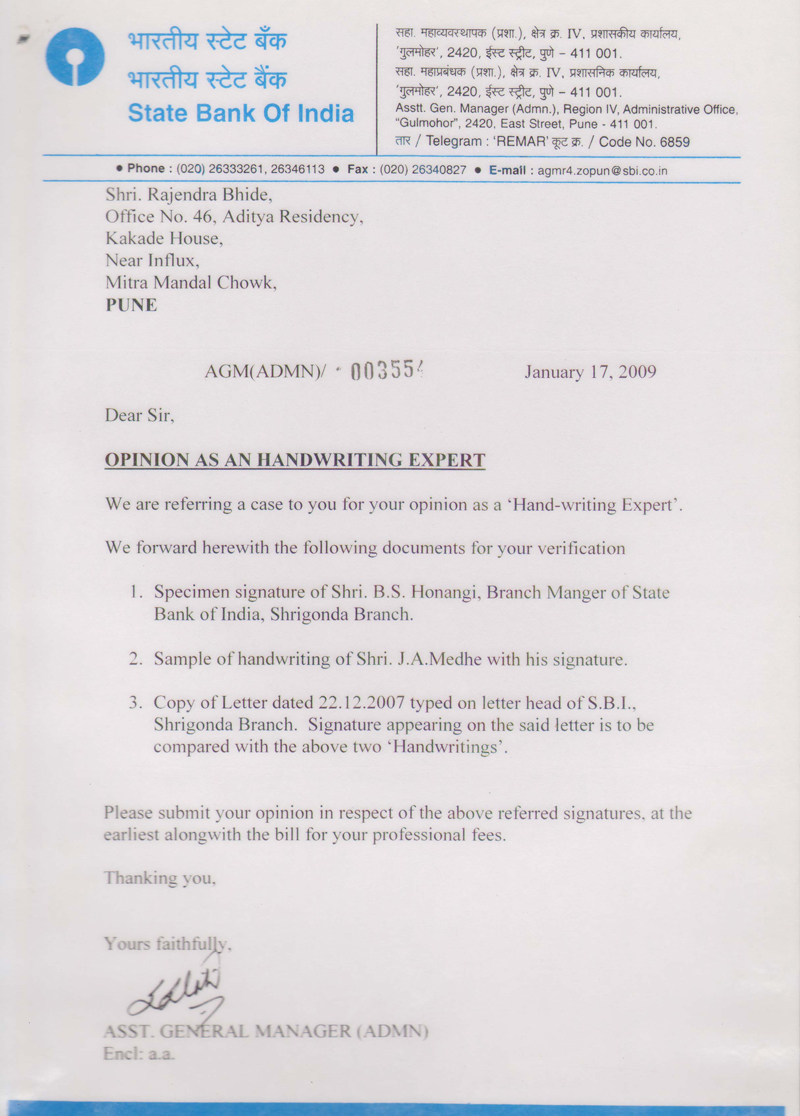 भारतीय स्टेट बँक
भारतीय स्टेट बैंक
State Bank Of India
सहा. महाव्यवस्थापक (प्रशा.), क्षेत्र क्र. IV, प्रशासकीय कार्यालय,
'गुलमोहर', 2420, ईस्ट स्ट्रीट, पुणे – 411 001.
सहा. महाप्रबंधक (प्रशा.), क्षेत्र क्र. IV, प्रशासनिक कार्यालय,
'गुलमोहर', 2420, ईस्ट स्ट्रीट, पुणे – 411 001.
Asstt. Gen. Manager (Admn.), Region IV, Administrative Office,
"Gulmohor", 2420, East Street, Pune - 411 001.
तार / Telegram : 'REMAR' कूट क्र. / Code No. 6859
• Phone : (020) 26333261, 26346113 • Fax : (020) 26340827 • E-mail : agmr4.zopun@sbi.co.in
Shri. Rajendra Bhide,
Office No. 46, Aditya Residency,
Kakade House,
Near Influx,
Mitra Mandal Chowk,
PUNE
AGM(ADMN)/ 00355 January 17, 2009
Dear Sir,
OPINION AS AN HANDWRITING EXPERT
We are referring a case to you for your opinion as a 'Hand-writing Expert'.
We forward herewith the following documents for your verification
1. Specimen signature of Shri. B.S. Honangi, Branch Manger of State
Bank of India, Shrigonda Branch.
2. Sample of handwriting of Shri. J.A.Medhe with his signature.
3. Copy of Letter dated 22.12.2007 typed on letter head of S.B.I.,
Shrigonda Branch. Signature appearing on the said letter is to be
compared with the above two 'Handwritings'.
Please submit your opinion in respect of the above referred signatures, at the
earliest alongwith the bill for your professional fees.
Thanking you,
Yours faithfully,
ASST. GENERAL MANAGER (ADMN)
Encl: a.a.